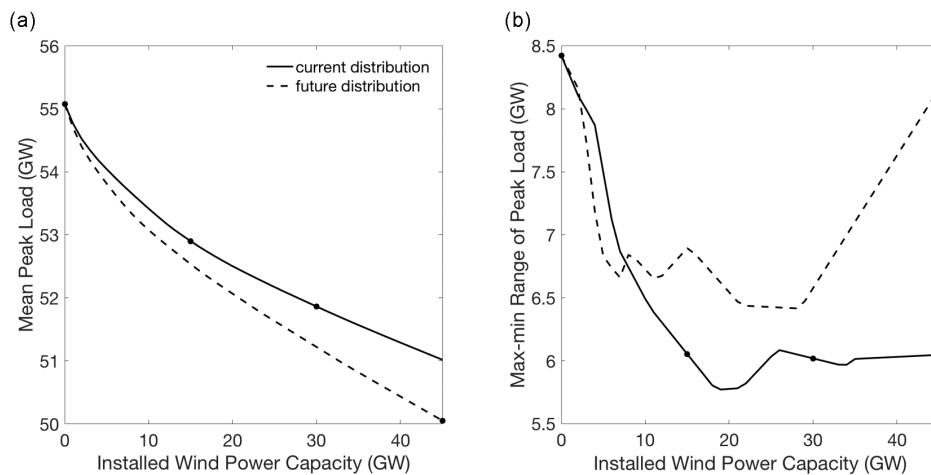 (a)
56
55
54
53
52
51
50
0 10 20 30 40
Mean Peak Load (GW)
Installed Wind Power Capacity (GW)
current distribution
future distribution
(b)
8.5
8
7.5
7
6.5
6
5.5
0 10 20 30 40
Max-min Range of Peak Load (GW)
Installed Wind Power Capacity (GW)